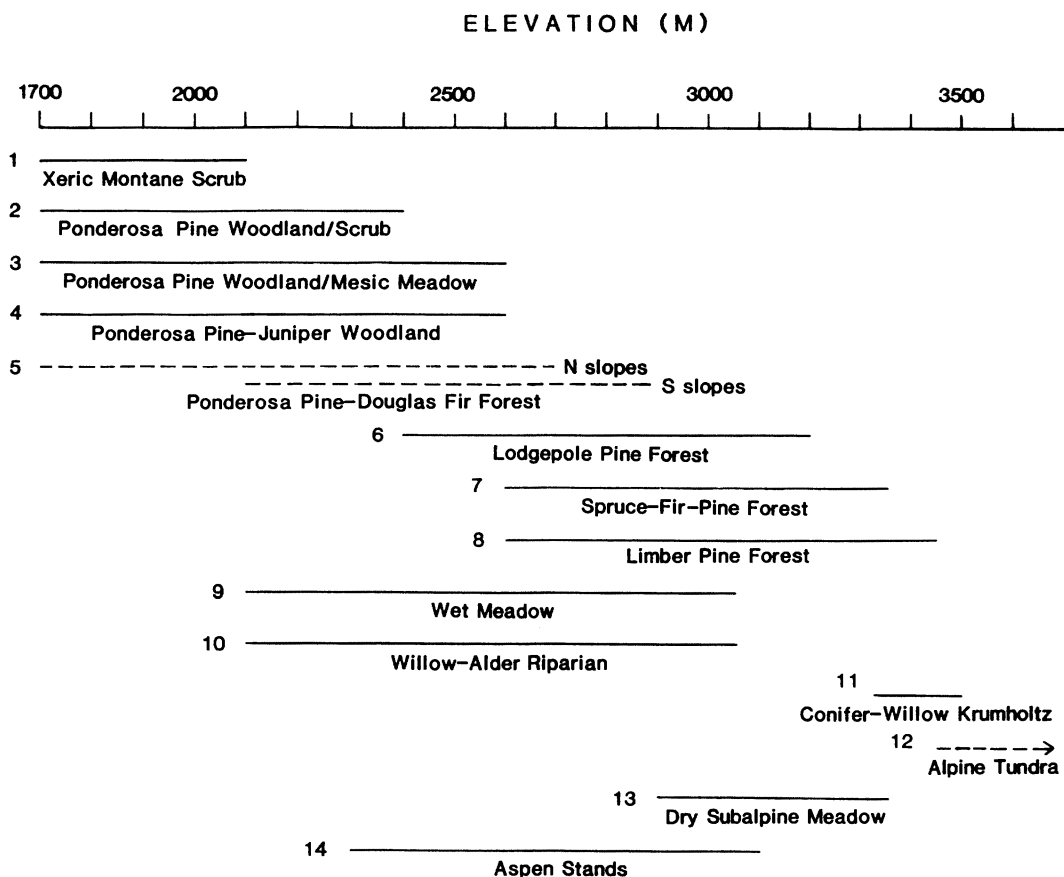 ELEVATION (M)
1700 2000 2500 3000 3500
1
Xeric Montane Scrub
2
Ponderosa Pine Woodland/Scrub
3
Ponderosa Pine Woodland/Mesic Meadow
4
Ponderosa Pine-Juniper Woodland
5 N slopes
S slopes
Ponderosa Pine-Douglas Fir Forest
6
Lodgepole Pine Forest
7
Spruce-Fir-Pine Forest
8
Limber Pine Forest
9
Wet Meadow
10
Willow-Alder Riparian
11
Conifer-Willow Krumholtz
12
Alpine Tundra
13
Dry Subalpine Meadow
14
Aspen Stands